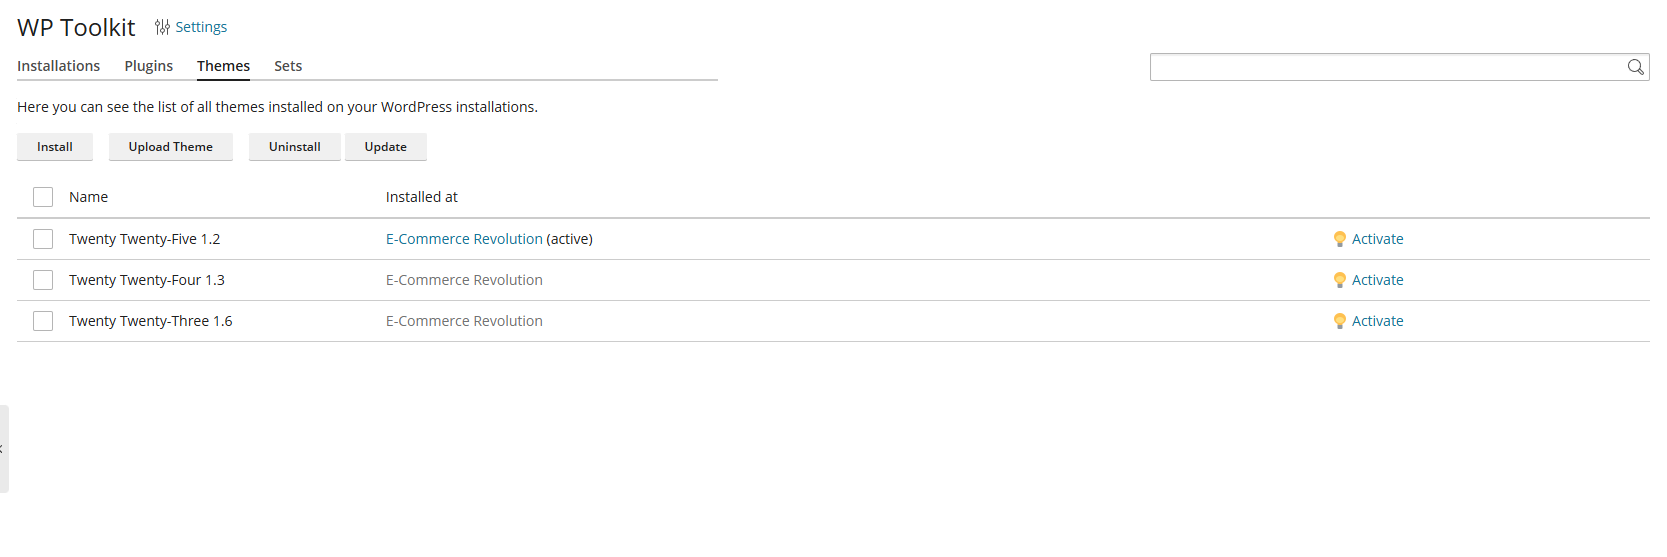 WP Toolkit Settings
Installations Plugins Themes Sets
Here you can see the list of all themes installed on your WordPress installations.
Install Upload Theme Uninstall Update
Name Installed at
Twenty Twenty-Five 1.2 E-Commerce Revolution (active) Activate
Twenty Twenty-Four 1.3 E-Commerce Revolution Activate
Twenty Twenty-Three 1.6 E-Commerce Revolution Activate